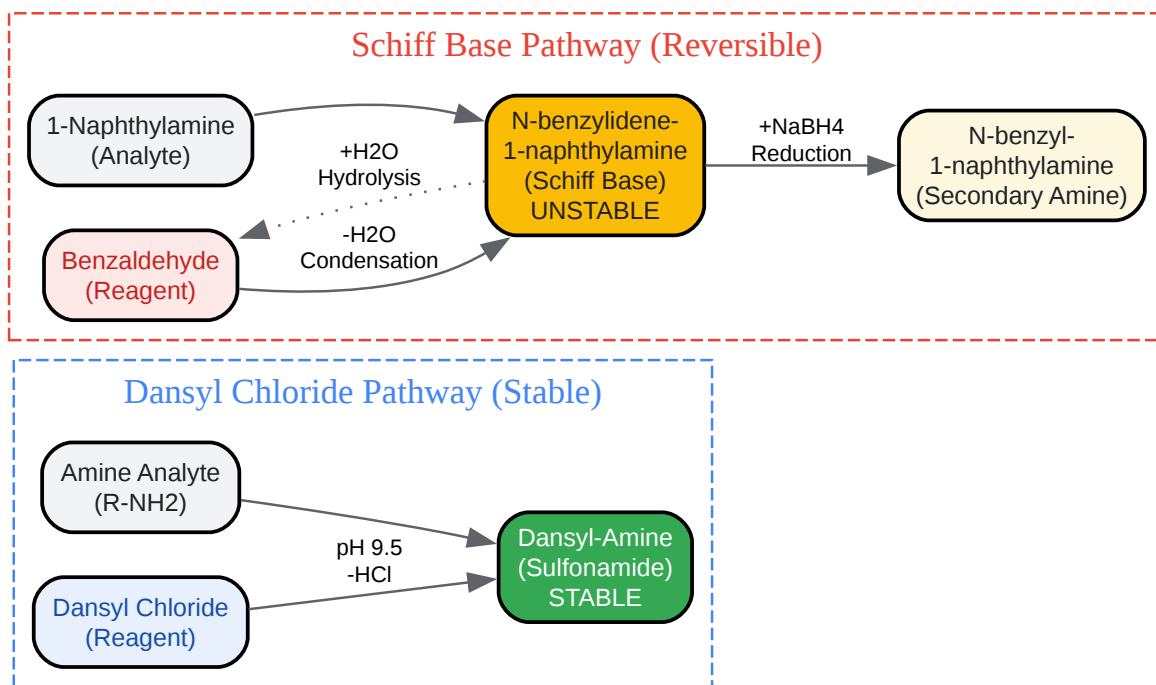 Schiff Base Pathway (Reversible)
1-Naphthylamine
(Analyte)
+H2O
Hydrolysis
Benzaldehyde
(Reagent)
-H2O
Condensation
N-benzylidene-
1-naphthylamine
(Schiff Base)
UNSTABLE
+NaBH4
Reduction
N-benzyl-
1-naphthylamine
(Secondary Amine)
Dansyl Chloride Pathway (Stable)
Amine Analyte
(R-NH2)
Dansyl Chloride
(Reagent)
pH 9.5
-HCl
Dansyl-Amine
(Sulfonamide)
STABLE